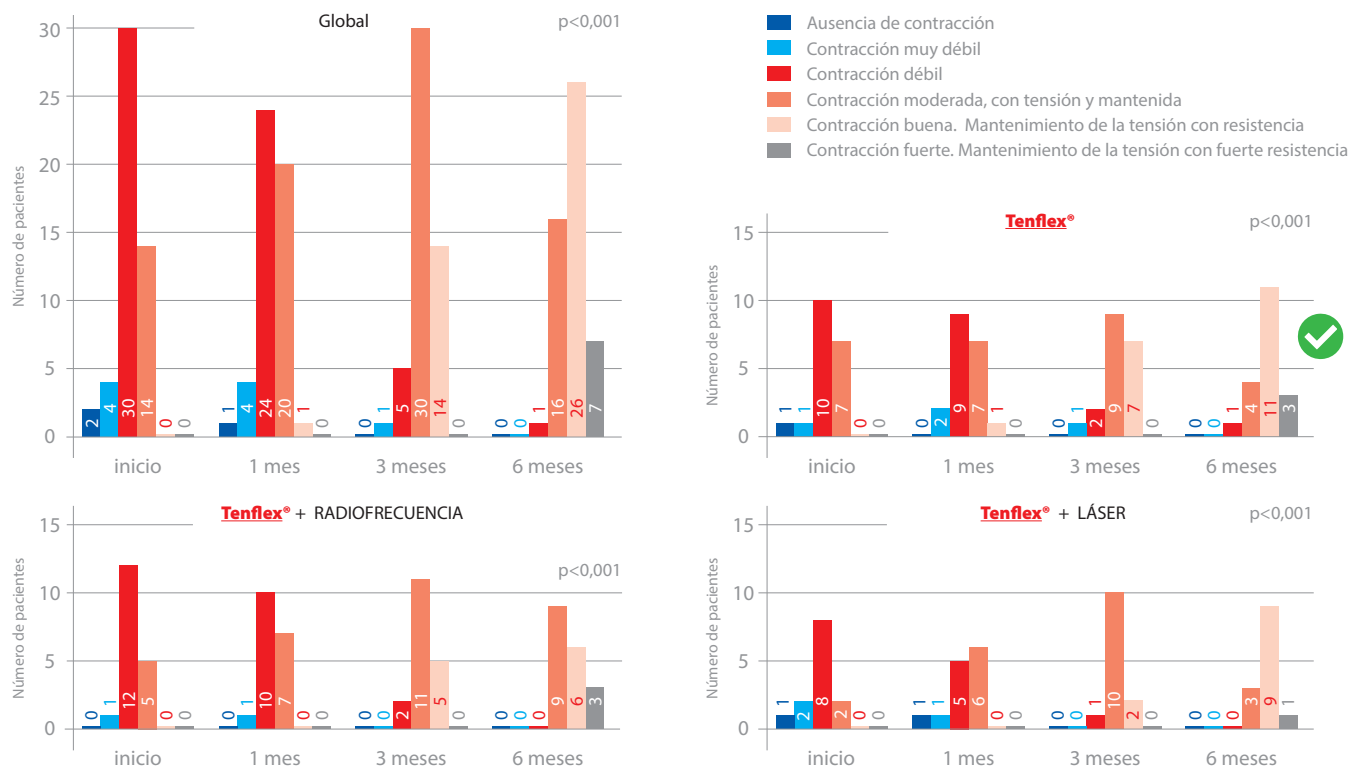 Global
p<0,001
Número de pacientes
30
25
20
15
10
5
0
2 4 30 14 0 0
1 4 24 20 1 0
0 1 5 30 14 0
0 0 1 16 26 7
inicio 1 mes 3 meses 6 meses
Ausencia de contracción
Contracción muy débil
Contracción débil
Contracción moderada, con tensión y mantenida
Contracción buena. Mantenimiento de la tensión con resistencia
Contracción fuerte. Mantenimiento de la tensión con fuerte resistencia
Tenflex®
p<0,001
Número de pacientes
15
10
5
0
1 1 10 7 0 0
0 2 9 7 1 0
0 1 2 9 7 0
0 0 1 4 11 3
inicio 1 mes 3 meses 6 meses
Tenflex® + RADIOFRECUENCIA
p<0,001
Número de pacientes
15
10
5
0
0 1 12 5 0 0
0 1 10 7 0 0
0 0 2 11 5 0
0 0 0 9 6 3
inicio 1 mes 3 meses 6 meses
Tenflex® + LÁSER
p<0,001
Número de pacientes
15
10
5
0
1 2 8 2 0 0
1 1 5 6 0 0
0 0 1 10 2 0
0 0 0 3 9 1
inicio 1 mes 3 meses 6 meses